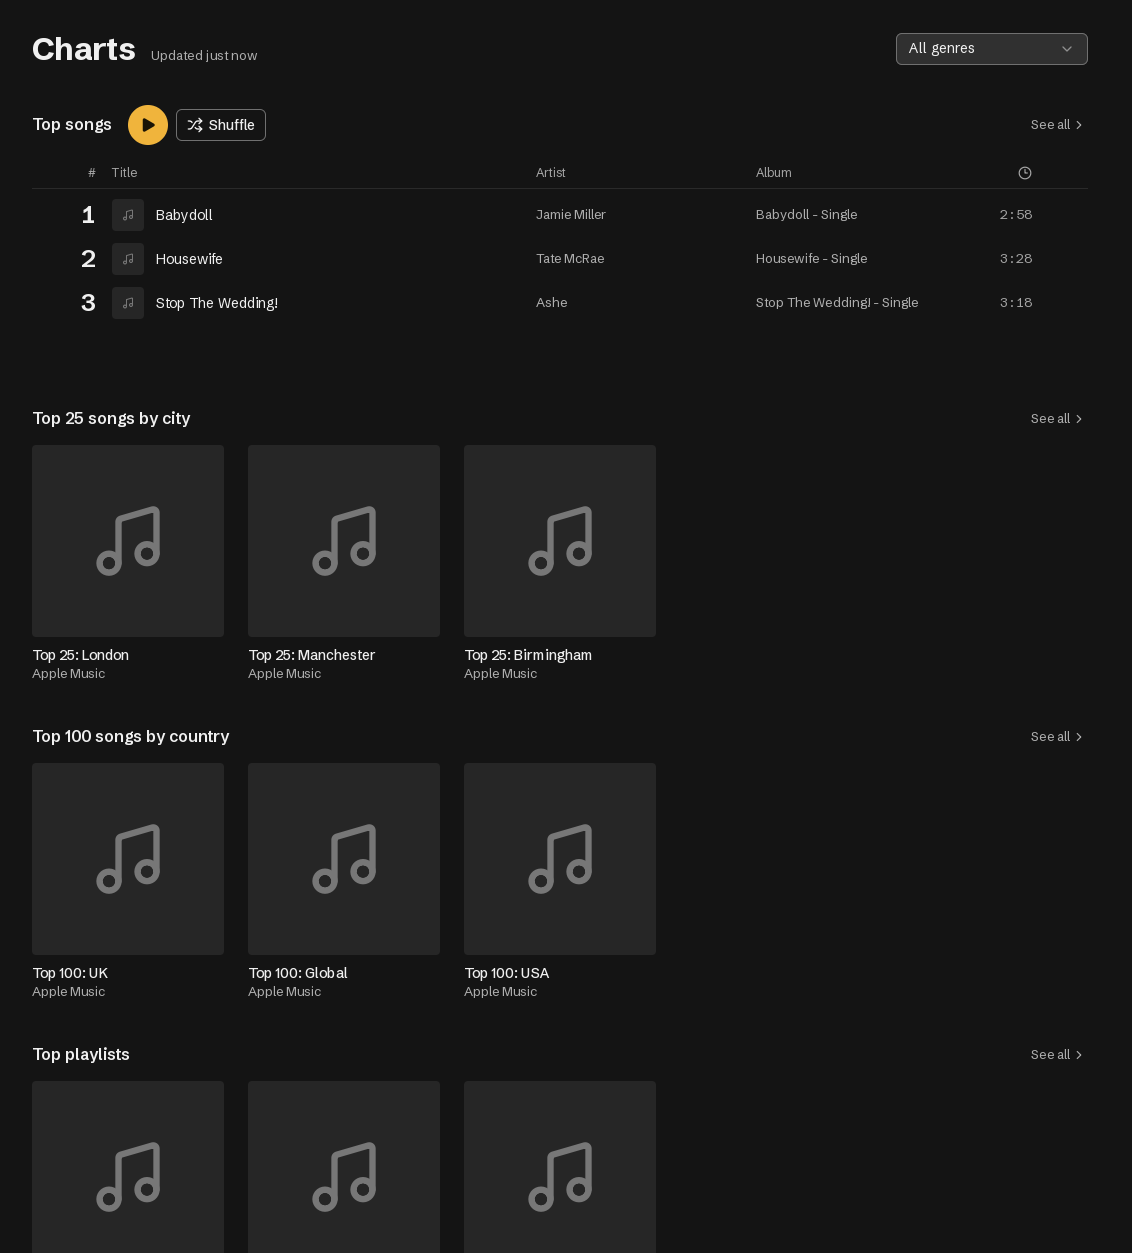 Charts Updated just now All genres
Top songs Shuffle See all
# Title Artist Album
1 Babydoll Jamie Miller Babydoll - Single 2:58
2 Housewife Tate McRae Housewife - Single 3:28
3 Stop The Wedding! Ashe Stop The Wedding! - Single 3:18
Top 25 songs by city See all
Top 25: London Top 25: Manchester Top 25: Birmingham
Apple Music Apple Music Apple Music
Top 100 songs by country See all
Top 100: UK Top 100: Global Top 100: USA
Apple Music Apple Music Apple Music
Top playlists See all